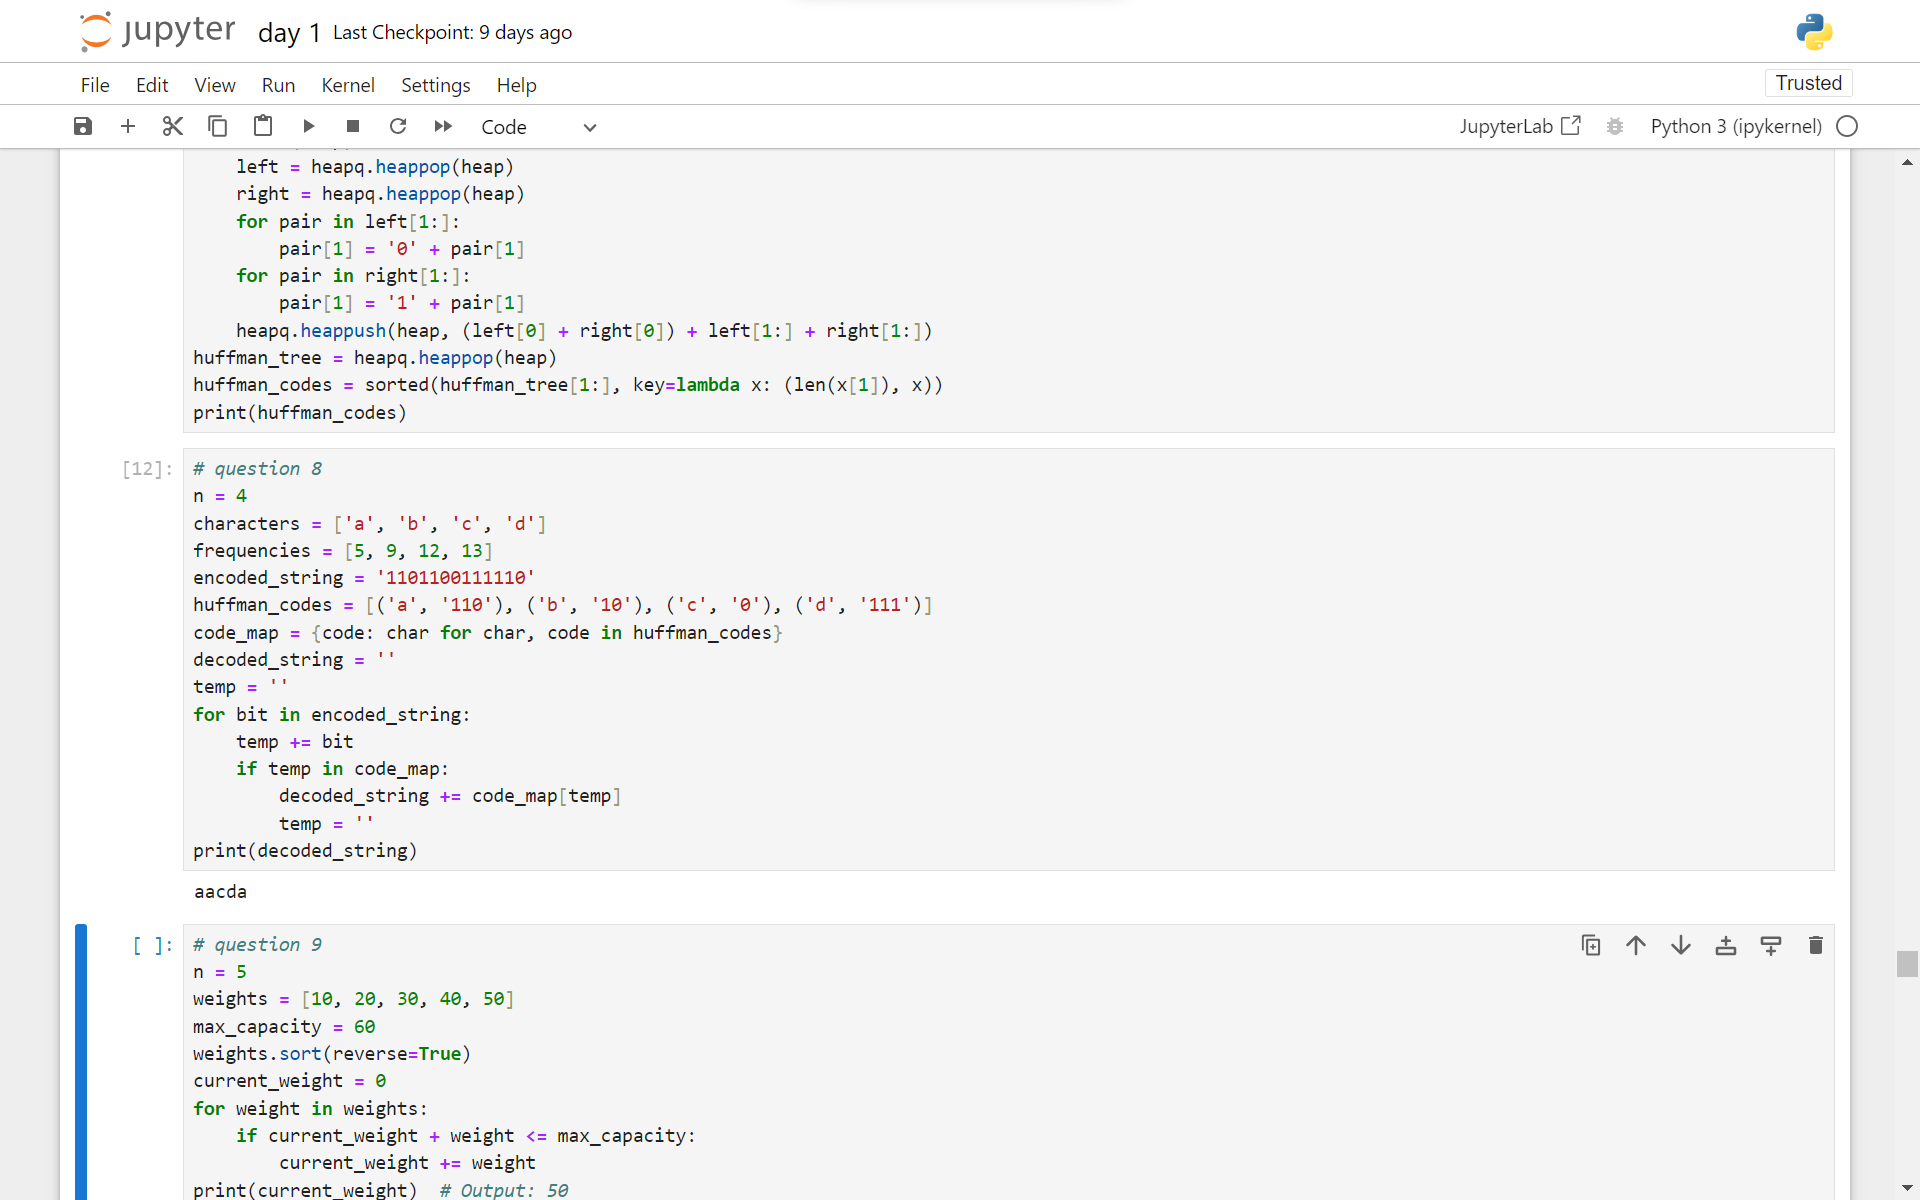 jupyter day 1 Last Checkpoint: 9 days ago
File Edit View Run Kernel Settings Help Trusted
Code JupyterLab Python 3 (ipykernel)
    left = heapq.heappop(heap)
    right = heapq.heappop(heap)
    for pair in left[1:]:
        pair[1] = '0' + pair[1]
    for pair in right[1:]:
        pair[1] = '1' + pair[1]
    heapq.heappush(heap, (left[0] + right[0]) + left[1:] + right[1:])
huffman_tree = heapq.heappop(heap)
huffman_codes = sorted(huffman_tree[1:], key=lambda x: (len(x[1]), x))
print(huffman_codes)
[12]: # question 8
n = 4
characters = ['a', 'b', 'c', 'd']
frequencies = [5, 9, 12, 13]
encoded_string = '1101100111110'
huffman_codes = [('a', '110'), ('b', '10'), ('c', '0'), ('d', '111')]
code_map = {code: char for char, code in huffman_codes}
decoded_string = ''
temp = ''
for bit in encoded_string:
    temp += bit
    if temp in code_map:
        decoded_string += code_map[temp]
        temp = ''
print(decoded_string)
aacda
[ ]: # question 9
n = 5
weights = [10, 20, 30, 40, 50]
max_capacity = 60
weights.sort(reverse=True)
current_weight = 0
for weight in weights:
    if current_weight + weight <= max_capacity:
        current_weight += weight
print(current_weight)  # Output: 50